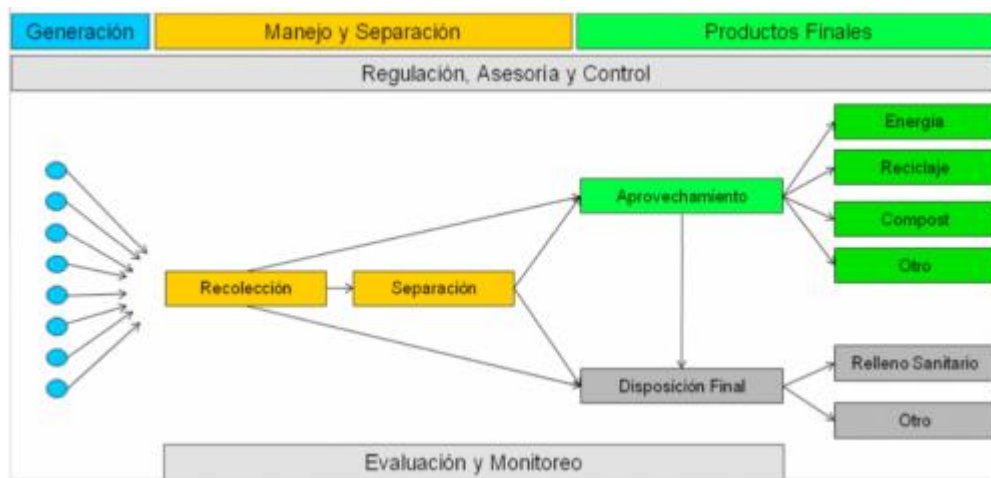 Generación
Manejo y Separación
Productos Finales
Regulación, Asesoría y Control
Energia
Reciclaje
Aprovechamiento
Compost
Otro
Recolección
Separación
Relleno Sanitario
Disposición Final
Otro
Evaluación y Monitoreo